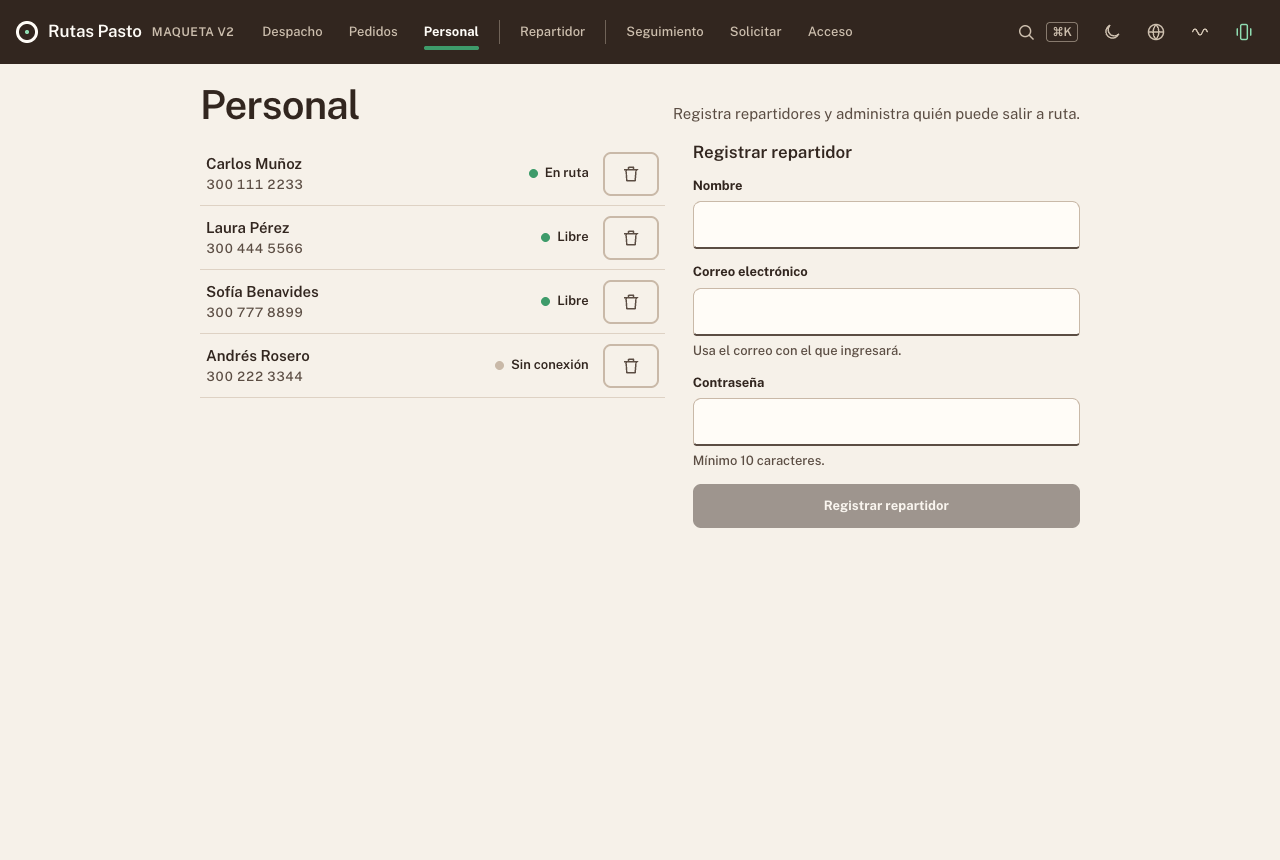 Rutas Pasto MAQUETA V2 Despacho Pedidos Personal Repartidor Seguimiento Solicitar Acceso ⌘K
Personal
Registra repartidores y administra quién puede salir a ruta.
Carlos Muñoz
300 111 2233
En ruta
Laura Pérez
300 444 5566
Libre
Sofía Benavides
300 777 8899
Libre
Andrés Rosero
300 222 3344
Sin conexión
Registrar repartidor
Nombre
Correo electrónico
Usa el correo con el que ingresará.
Contraseña
Mínimo 10 caracteres.
Registrar repartidor